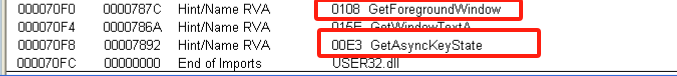 000070F0 0000787C Hint/Name RVA 0108 GetForegroundWindow
000070F4 0000786A Hint/Name RVA 015E GetWindowTextA
000070F8 00007892 Hint/Name RVA 00E3 GetAsyncKeyState
000070FC 00000000 End of Imports USER32.dll